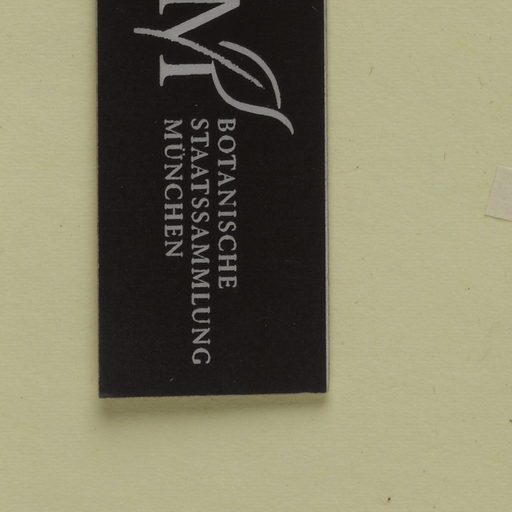 M
BOTANISCHE
STAATSSAMMLUNG
MÜNCHEN